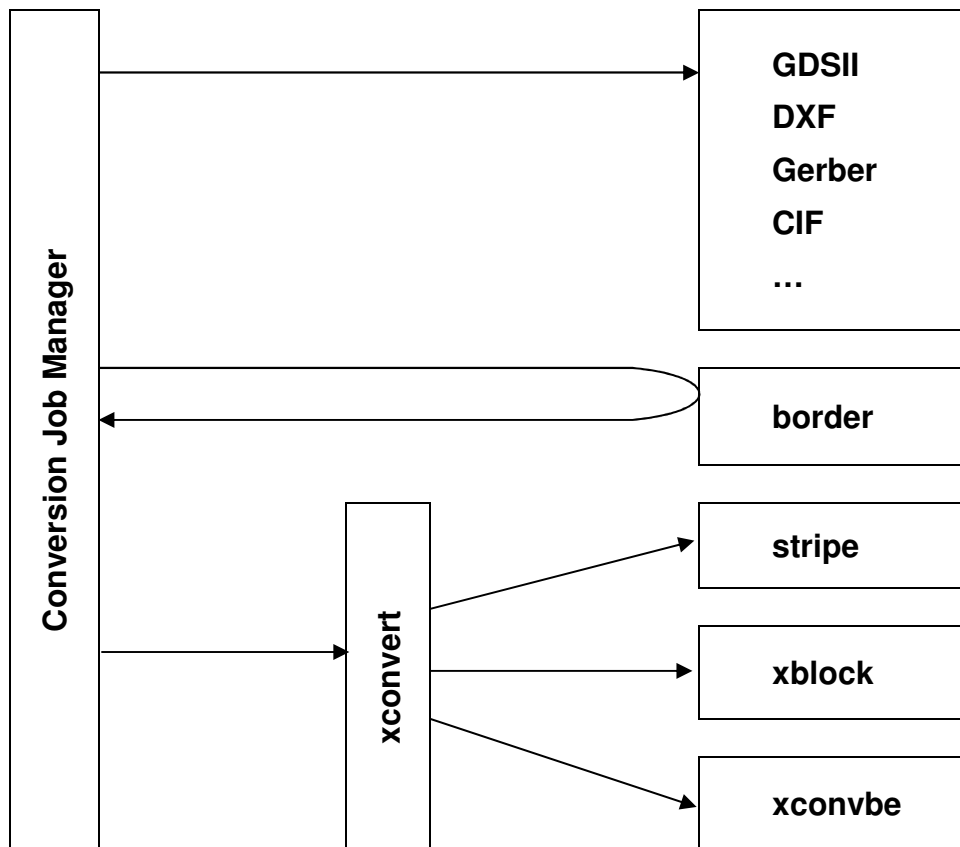 Conversion Job Manager
GDSII
DXF
Gerber
CIF
…
border
xconvert
stripe
xblock
xconvbe